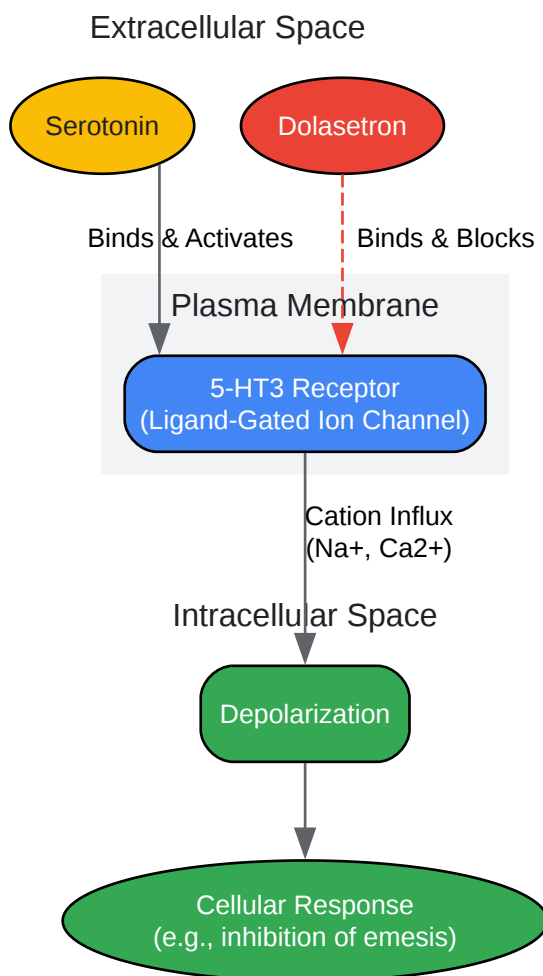 Extracellular Space
Serotonin
Dolasetron
Binds & Activates
Binds & Blocks
Plasma Membrane
5-HT3 Receptor
(Ligand-Gated Ion Channel)
Cation Influx
(Na+, Ca2+)
Intracellular Space
Depolarization
Cellular Response
(e.g., inhibition of emesis)